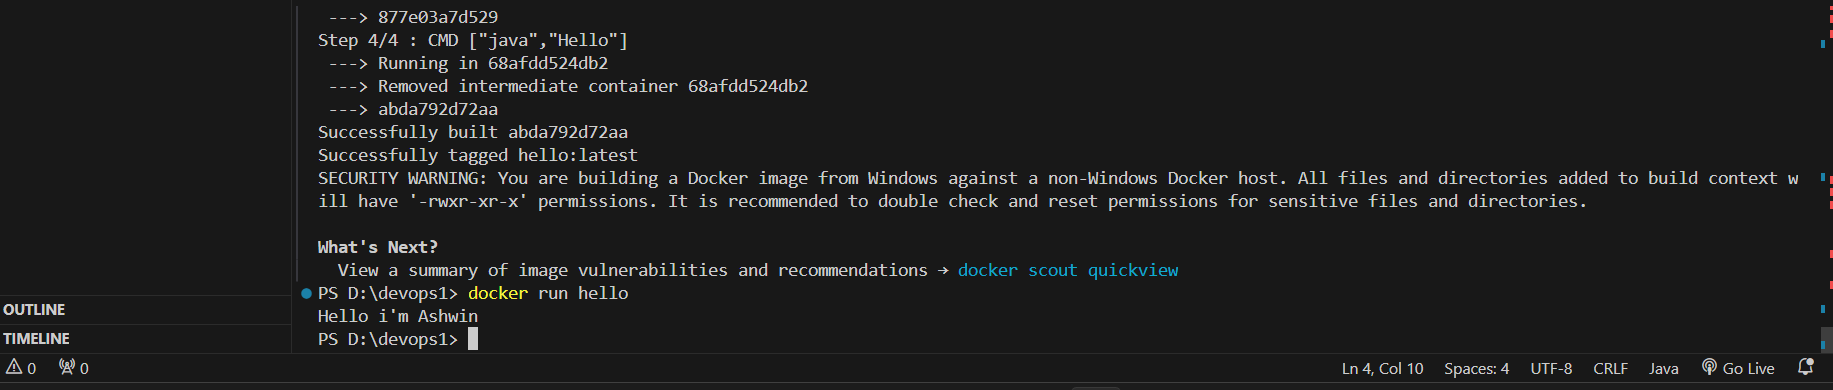 ---> 877e03a7d529
Step 4/4 : CMD ["java","Hello"]
---> Running in 68afdd524db2
---> Removed intermediate container 68afdd524db2
---> abda792d72aa
Successfully built abda792d72aa
Successfully tagged hello:latest
SECURITY WARNING: You are building a Docker image from Windows against a non-Windows Docker host. All files and directories added to build context w
ill have '-rwxr-xr-x' permissions. It is recommended to double check and reset permissions for sensitive files and directories.
What's Next?
View a summary of image vulnerabilities and recommendations → docker scout quickview
PS D:\devops1> docker run hello
Hello i'm Ashwin
PS D:\devops1>
OUTLINE
TIMELINE
0 0 Ln 4, Col 10 Spaces: 4 UTF-8 CRLF Java Go Live